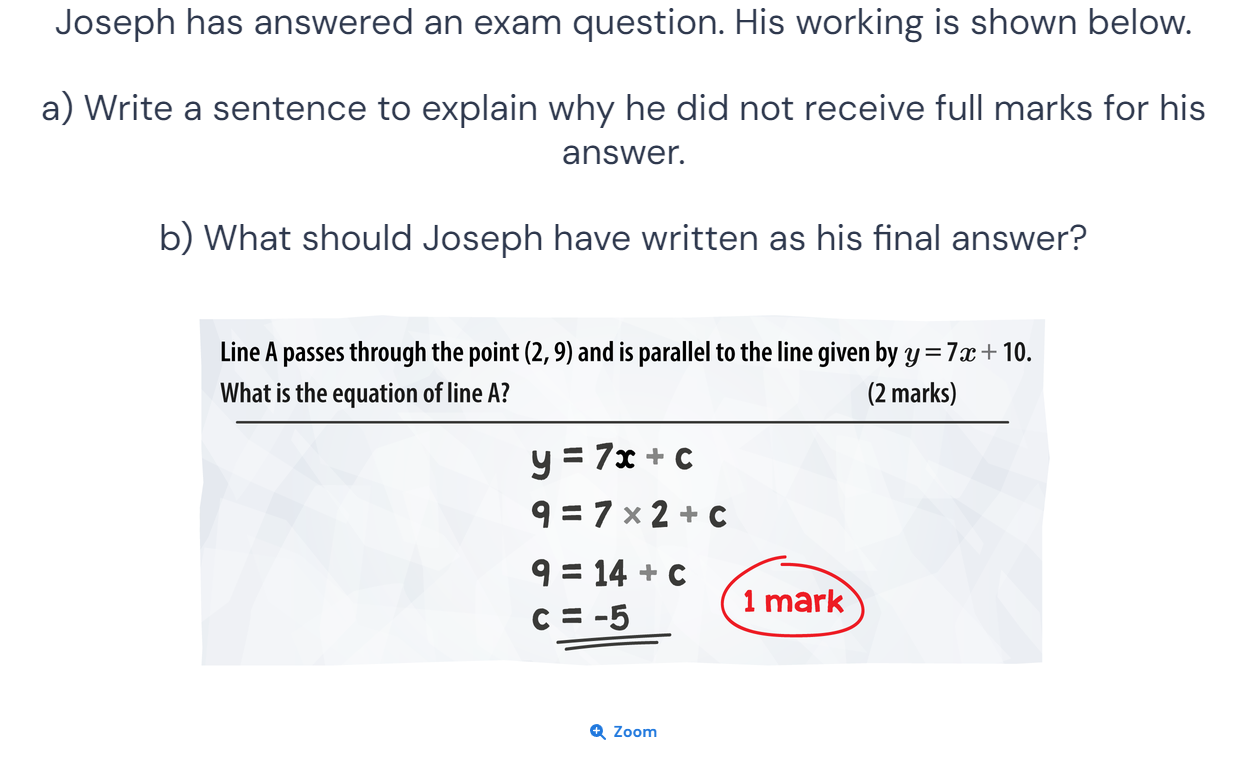 Joseph has answered an exam question. His working is shown below.
a) Write a sentence to explain why he did not receive full marks for his
answer.
b) What should Joseph have written as his final answer?
Line A passes through the point (2, 9) and is parallel to the line given by y = 7x + 10.
What is the equation of line A? (2 marks)
y = 7x + c
9 = 7 × 2 + c
9 = 14 + c
c = -5
1 mark
Zoom